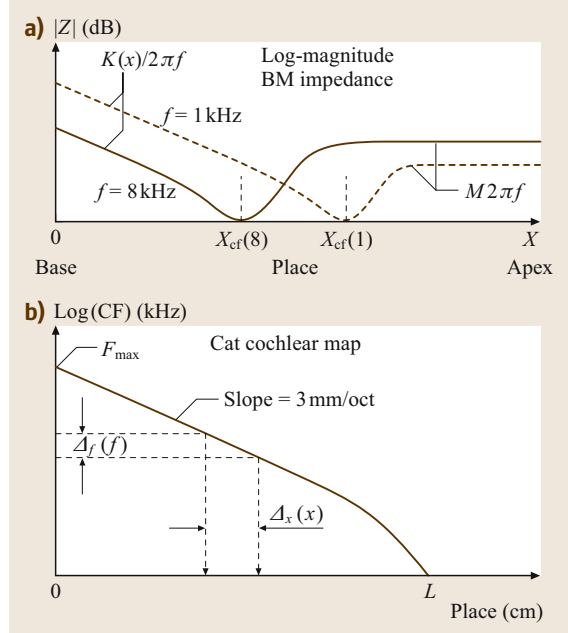 a) |Z| (dB)
K(x)/2πf
Log-magnitude
BM impedance
f = 1 kHz
f = 8 kHz
M2πf
0
X_cf(8)
X_cf(1)
X
Base
Place
Apex
b) Log (CF) (kHz)
F_max
Cat cochlear map
Slope = 3 mm/oct
Δ_f (f)
Δ_x (x)
0
L
Place (cm)